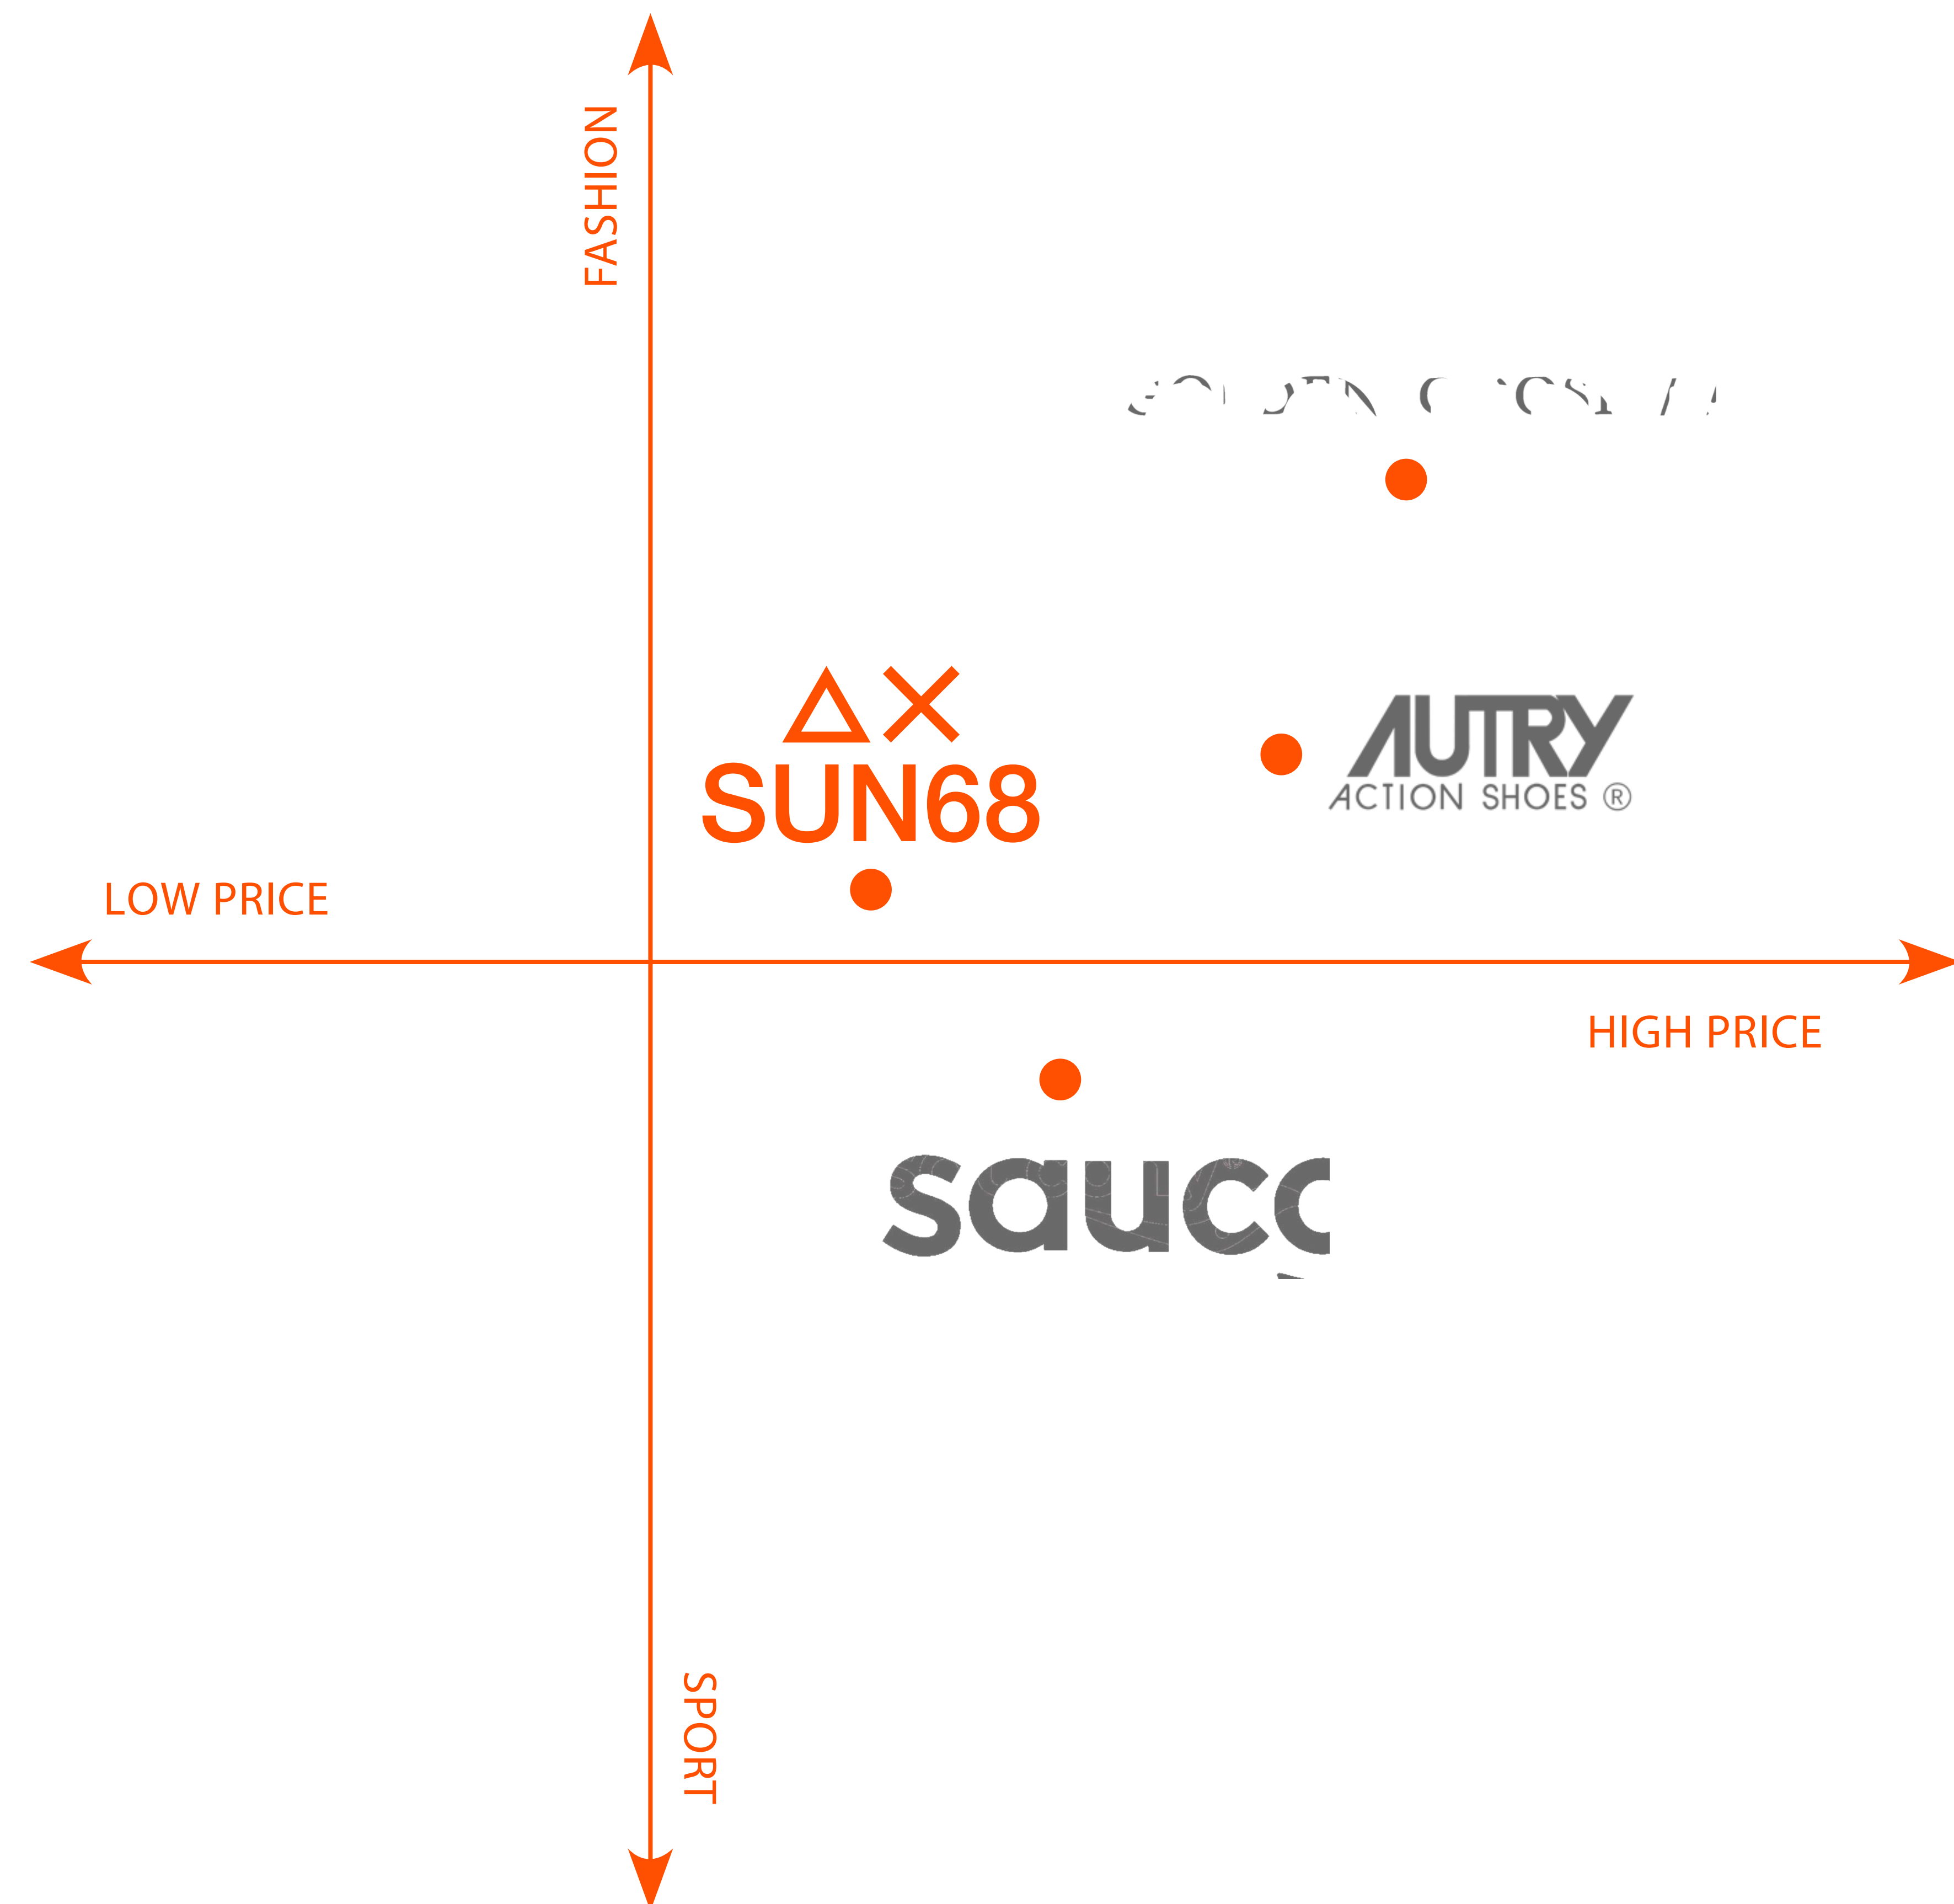 FASHION
SUN68
AUTRY
ACTION SHOES ®
LOW PRICE
HIGH PRICE
SPORT